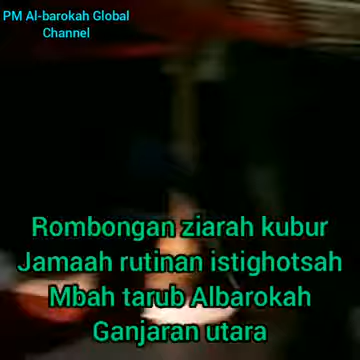 PM Al-barokah Global
Channel
Rombongan ziarah kubur
Jamaah rutinan istighotsah
Mbah tarub Albarokah
Ganjaran utara